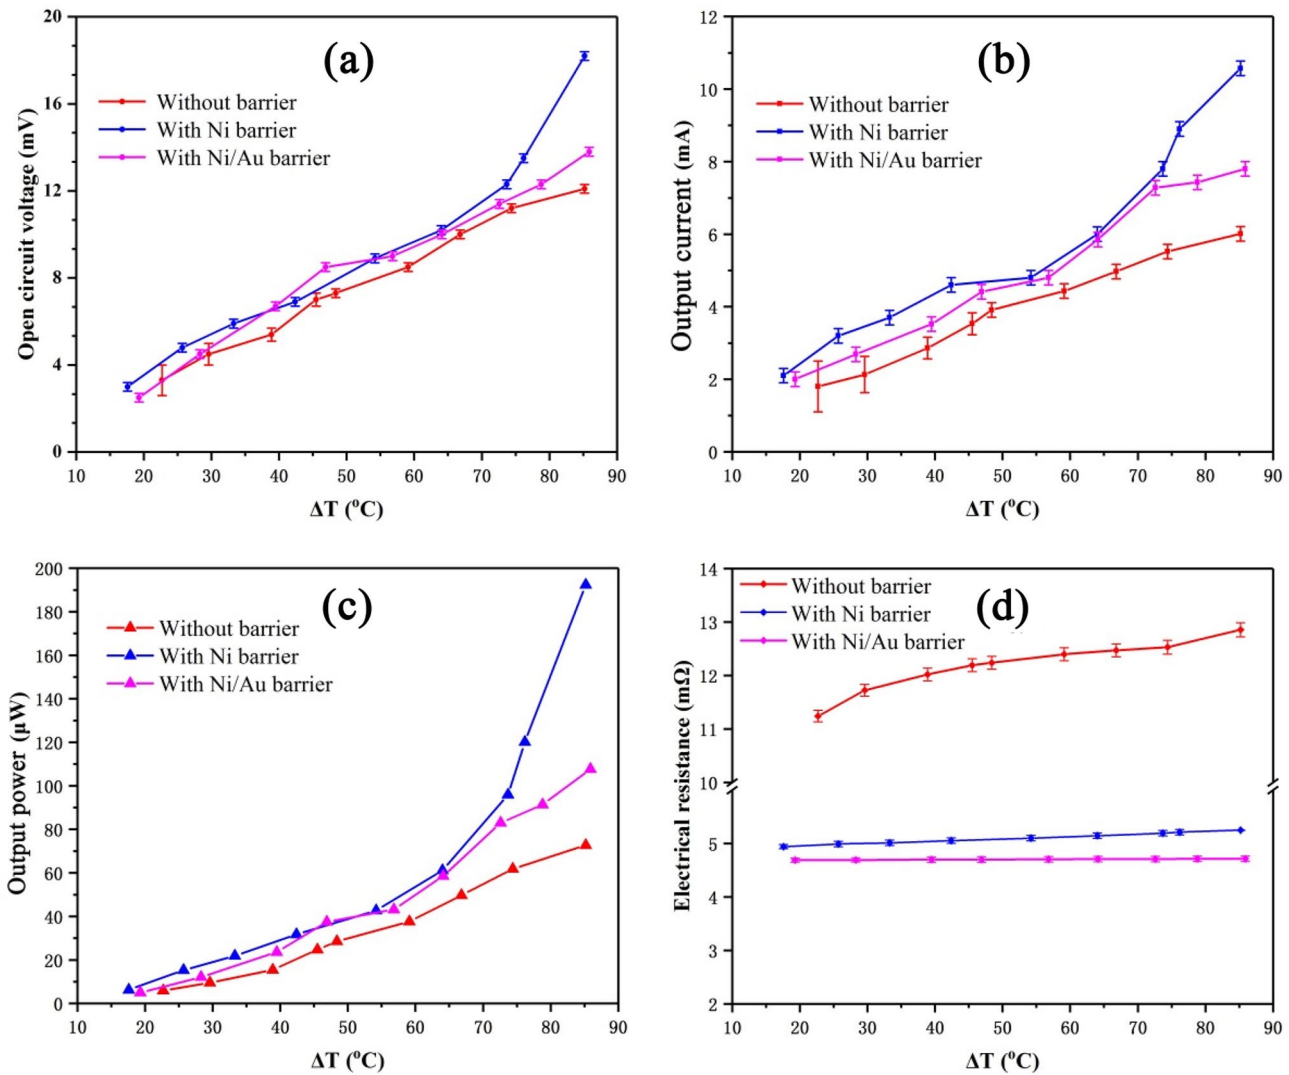 (a)
Open circuit voltage (mV)
20
16
12
8
4
0
Without barrier
With Ni barrier
With Ni/Au barrier
10 20 30 40 50 60 70 80 90
ΔT (⁰C)
(b)
Output current (mA)
12
10
8
6
4
2
0
Without barrier
With Ni barrier
With Ni/Au barrier
10 20 30 40 50 60 70 80 90
ΔT (⁰C)
(c)
Output power (μW)
200
180
160
140
120
100
80
60
40
20
0
Without barrier
With Ni barrier
With Ni/Au barrier
10 20 30 40 50 60 70 80 90
ΔT (⁰C)
(d)
Electrical resistance (mΩ)
14
13
12
11
10
5
4
3
2
Without barrier
With Ni barrier
With Ni/Au barrier
10 20 30 40 50 60 70 80 90
ΔT (⁰C)